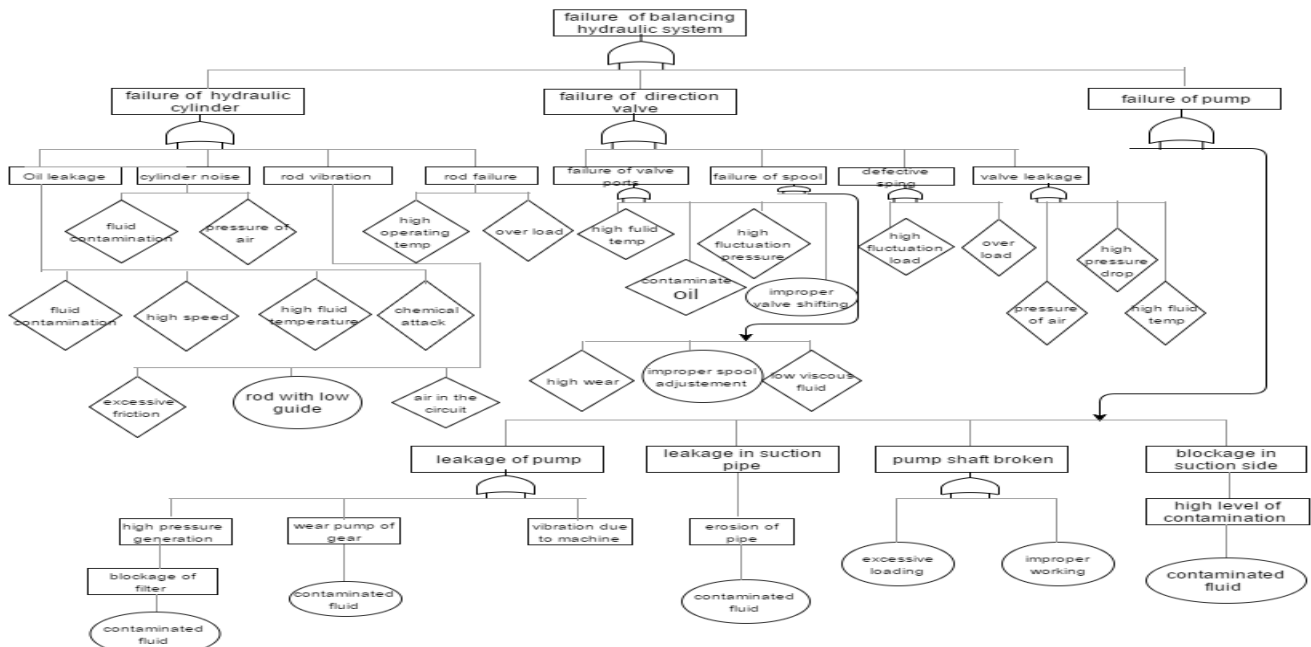 failure of balancing
hydraulic system
failure of hydraulic
cylinder
failure of direction
valve
failure of pump
Oil leakage
cylinder noise
rod vibration
rod failure
failure of valve
ports
failure of spool
defective
sping
valve leakage
fluid
contamination
pressure of
air
high
operating
temp
over load
high fulid
temp
contaminate
oil
high
fluctuation
pressure
improper
valve shifting
high
fluctuation
load
over
load
pressure
of air
high
pressure
drop
high fluid
temp
fluid
contamination
high speed
high fluid
temperature
chemical
attack
excessive
friction
rod with low
guide
air in the
circuit
high wear
improper spool
adjustement
low viscous
fluid
leakage of pump
leakage in suction
pipe
pump shaft broken
blockage in
suction side
high pressure
generation
wear pump of
gear
vibration due
to machine
erosion of
pipe
excessive
loading
improper
working
high level of
contamination
blockage of
filter
contaminated
fluid
contaminated
fluid
contaminated
fluid
contaminated
fluid